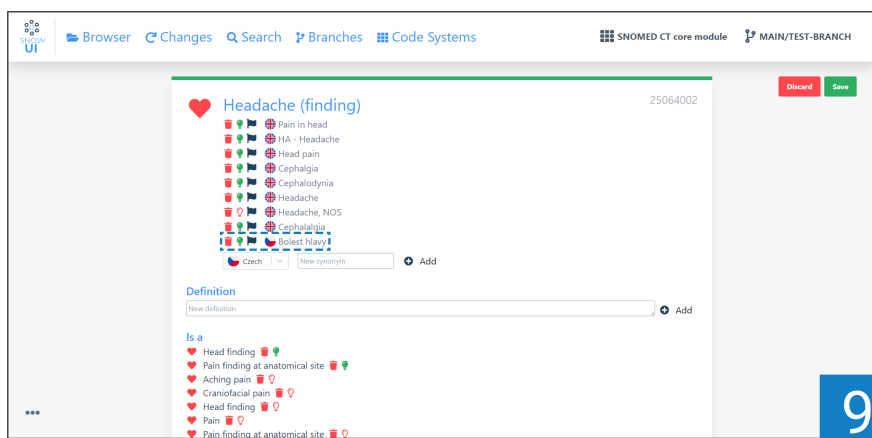 SNOW
UI
Browser Changes Search Branches Code Systems SNOMED CT core module MAIN/TEST-BRANCH
Discard Save
Headache (finding) 25064002
Pain in head
HA - Headache
Head pain
Cephalgia
Cephalodynia
Headache
Headache, NOS
Cephalalgia
Bolest hlavy
Czech New synonym Add
Definition
New definition Add
Is a
Head finding
Pain finding at anatomical site
Aching pain
Craniofacial pain
Head finding
Pain
Pain finding at anatomical site
9